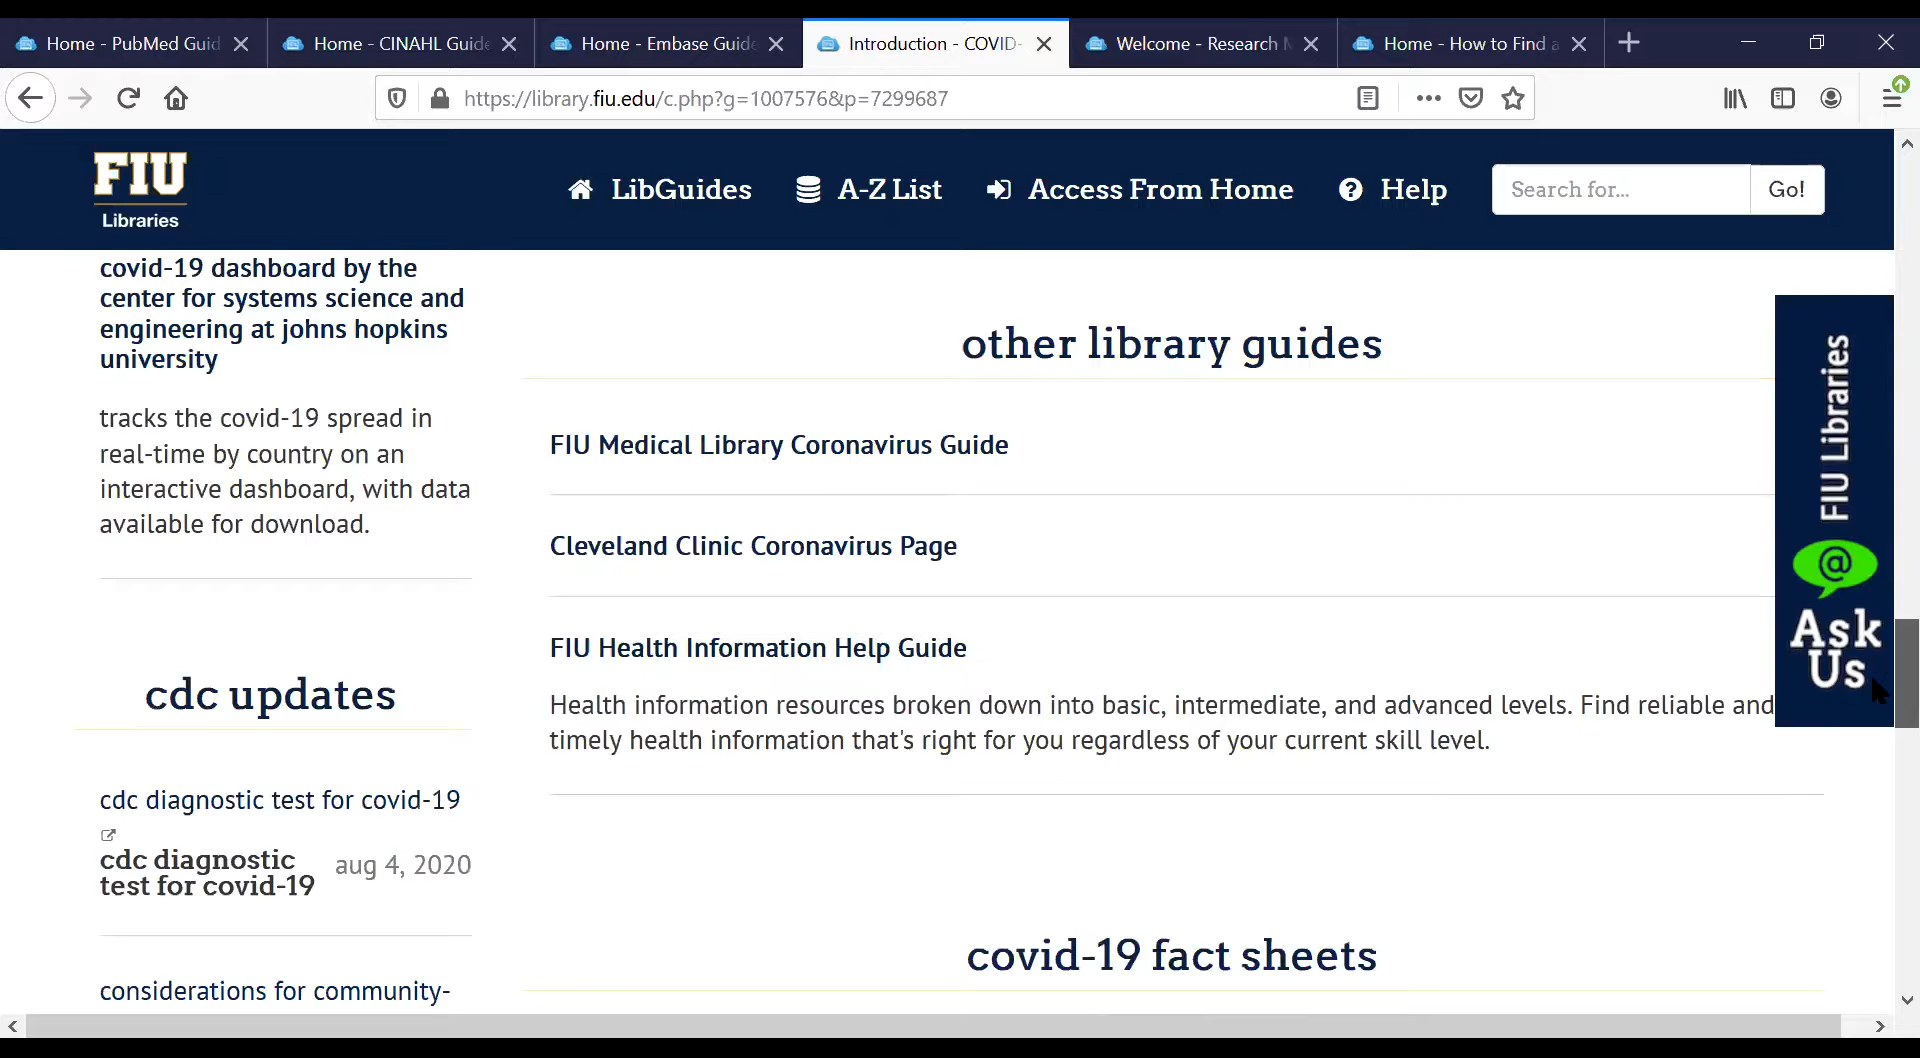 Home - PubMed Guid
Home - CINAHL Guide
Home - Embase Guide
Introduction - COVID-
Welcome - Research M
Home - How to Find a
https://library.fiu.edu/c.php?g=1007576&p=7299687
FIU
Libraries
LibGuides
A-Z List
Access From Home
Help
Search for...
Go!
covid-19 dashboard by the
center for systems science and
engineering at johns hopkins
university
tracks the covid-19 spread in
real-time by country on an
interactive dashboard, with data
available for download.
cdc updates
cdc diagnostic test for covid-19
cdc diagnostic
test for covid-19
aug 4, 2020
considerations for community-
other library guides
FIU Medical Library Coronavirus Guide
Cleveland Clinic Coronavirus Page
FIU Health Information Help Guide
Health information resources broken down into basic, intermediate, and advanced levels. Find reliable and
timely health information that's right for you regardless of your current skill level.
covid-19 fact sheets
FIU Libraries
@
Ask
Us